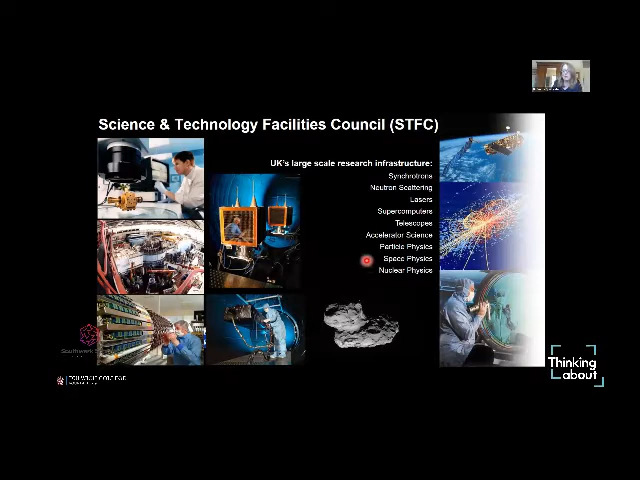 Science & Technology Facilities Council (STFC)
UK's large scale research infrastructure:
Synchrotrons
Neutron Scattering
Lasers
Supercomputers
Telescopes
Accelerator Science
Particle Physics
Space Physics
Nuclear Physics
Thinking
about